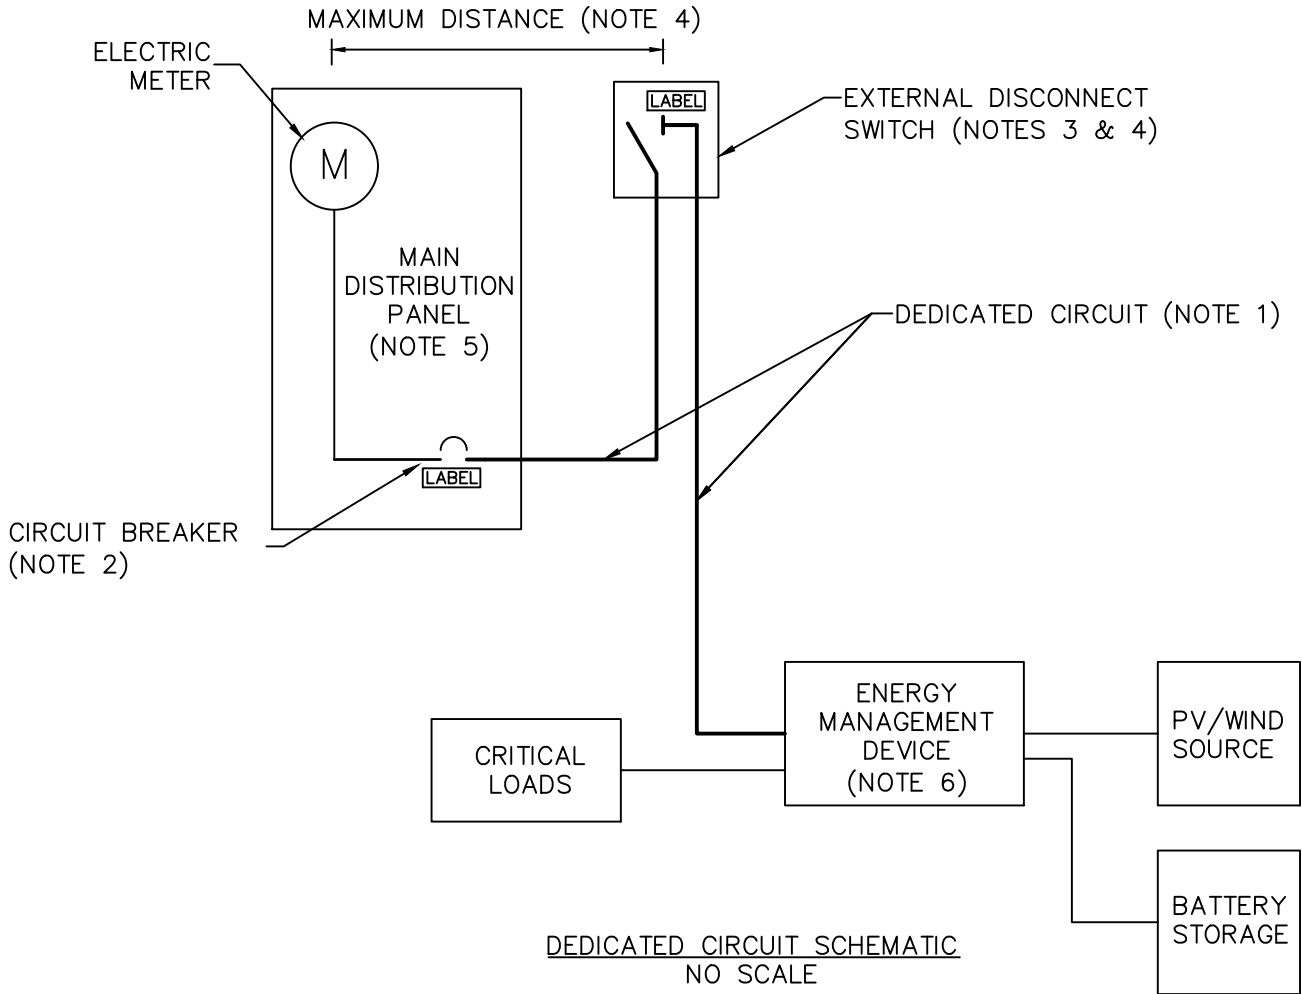 MAXIMUM DISTANCE (NOTE 4)
ELECTRIC
METER
LABEL
EXTERNAL DISCONNECT
SWITCH (NOTES 3 & 4)
M
MAIN
DISTRIBUTION
PANEL
(NOTE 5)
DEDICATED CIRCUIT (NOTE 1)
LABEL
CIRCUIT BREAKER
(NOTE 2)
CRITICAL
LOADS
ENERGY
MANAGEMENT
DEVICE
(NOTE 6)
PV/WIND
SOURCE
BATTERY
STORAGE
DEDICATED CIRCUIT SCHEMATIC
NO SCALE